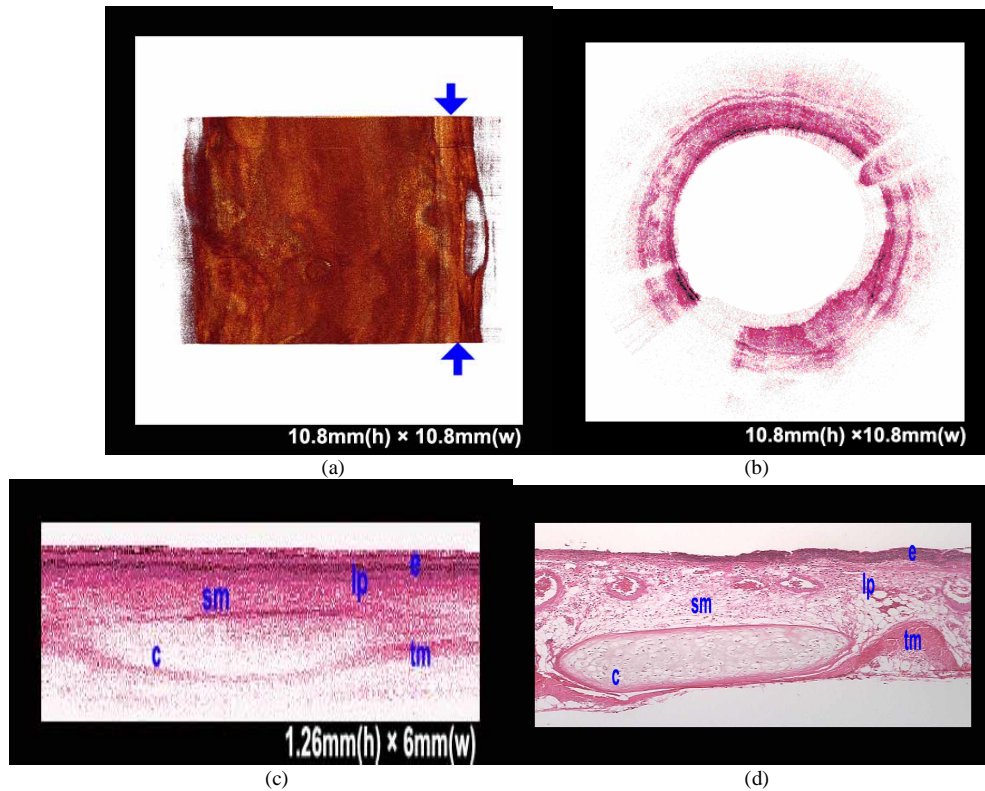 10.8mm(h) × 10.8mm(w)
10.8mm(h) ×10.8mm(w)
(a)
(b)
e
lp
sm
c
tm
1.26mm(h) × 6mm(w)
e
lp
sm
tm
c
(c)
(d)